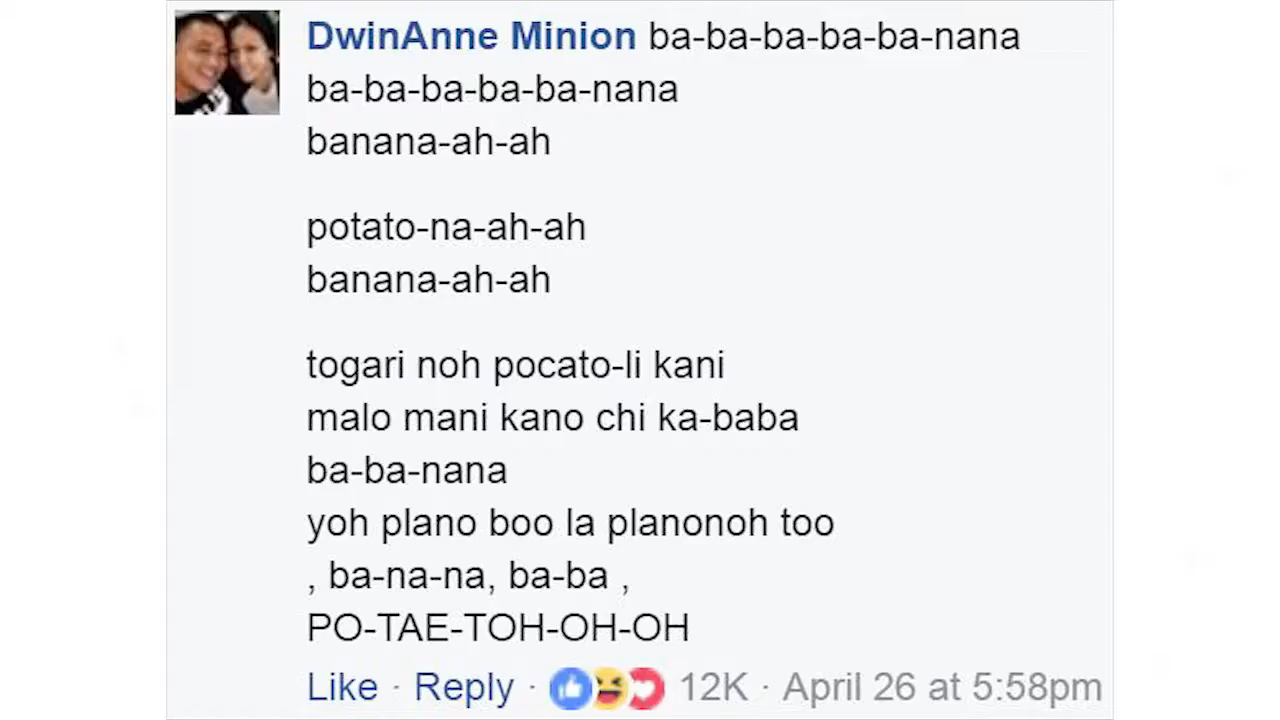 DwinAnne Minion ba-ba-ba-ba-ba-nana
ba-ba-ba-ba-ba-nana
banana-ah-ah
potato-na-ah-ah
banana-ah-ah
togari noh pocato-li kani
malo mani kano chi ka-baba
ba-ba-nana
yoh plano boo la planonoh too
, ba-na-na, ba-ba ,
PO-TAE-TOH-OH-OH
Like · Reply · 12K · April 26 at 5:58pm